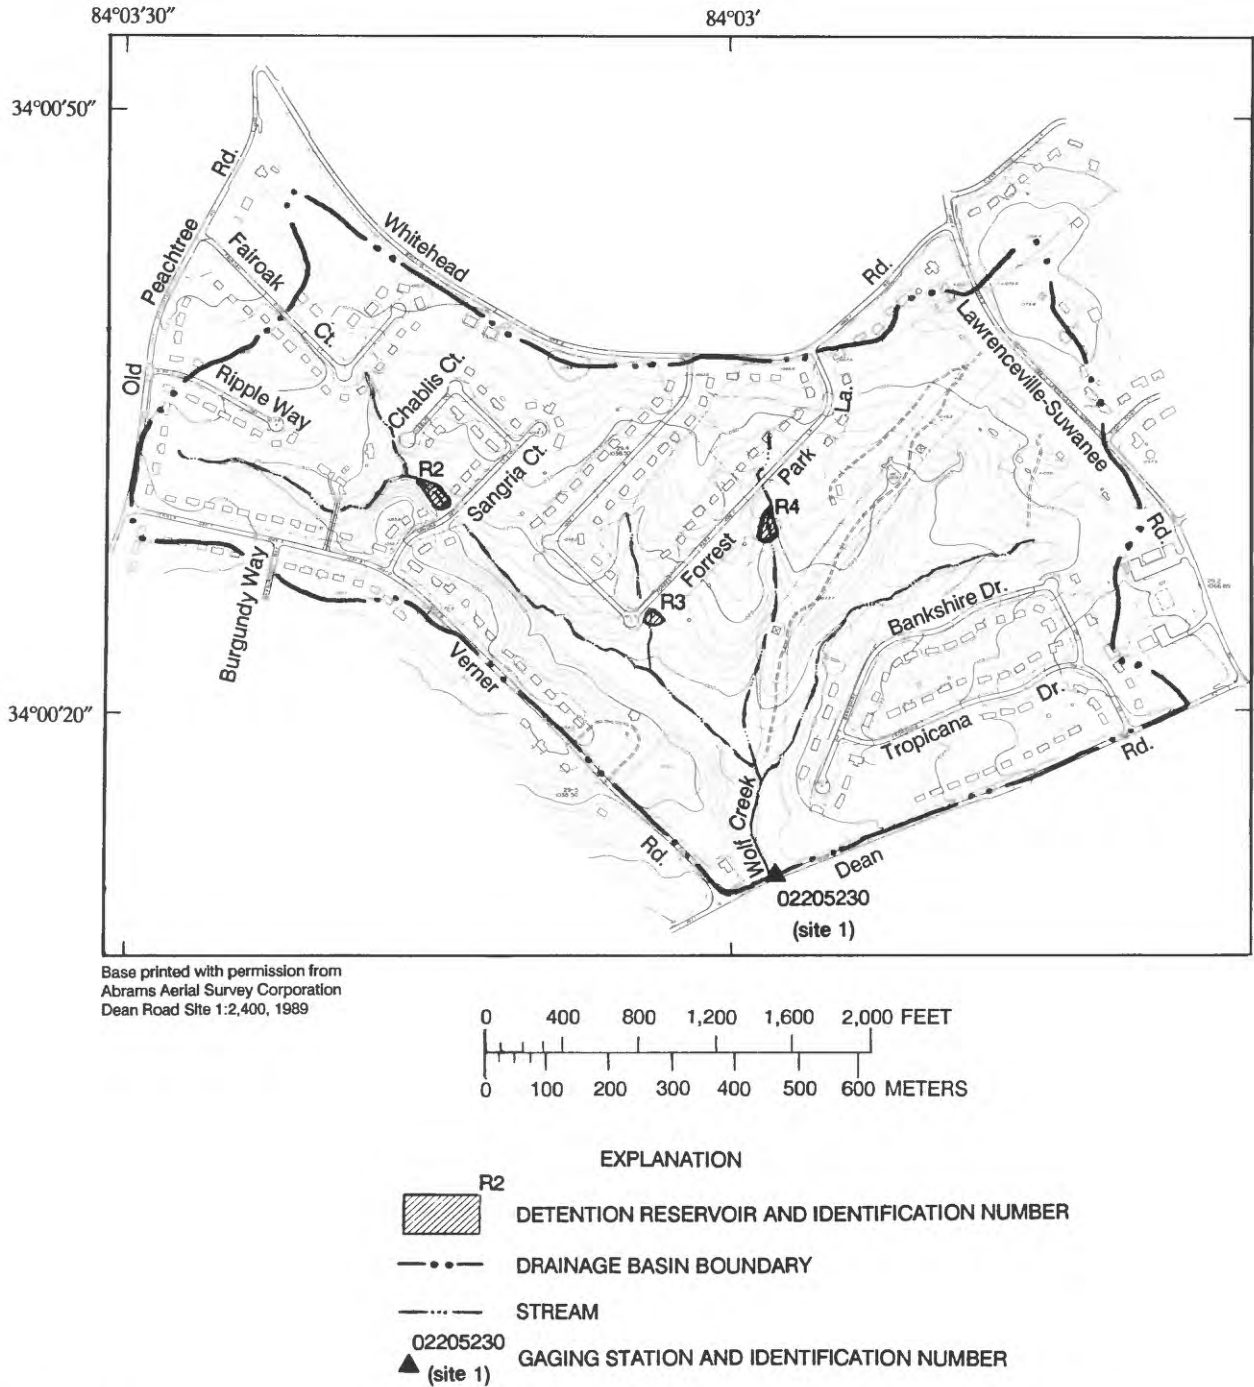 84°03'30"
84°03'
34°00'50"
Peachtree
Rd.
Old
Fairoak
Ct.
Whitehead
Rd.
Ripple Way
Chablis Ct.
Sangria Ct.
R2
Lawrenceville-Suwanee
Rd.
Forrest
Park
La.
R4
R3
Burgundy Way
Verner
Rd.
Bankshire Dr.
Tropicana
Dr.
34°00'20"
Wolf Creek
Dean
Rd.
02205230
(site 1)
Base printed with permission from
Abrams Aerial Survey Corporation
Dean Road Site 1:2,400, 1989
0 400 800 1,200 1,600 2,000 FEET
0 100 200 300 400 500 600 METERS
EXPLANATION
R2
DETENTION RESERVOIR AND IDENTIFICATION NUMBER
DRAINAGE BASIN BOUNDARY
STREAM
02205230
(site 1)
GAGING STATION AND IDENTIFICATION NUMBER